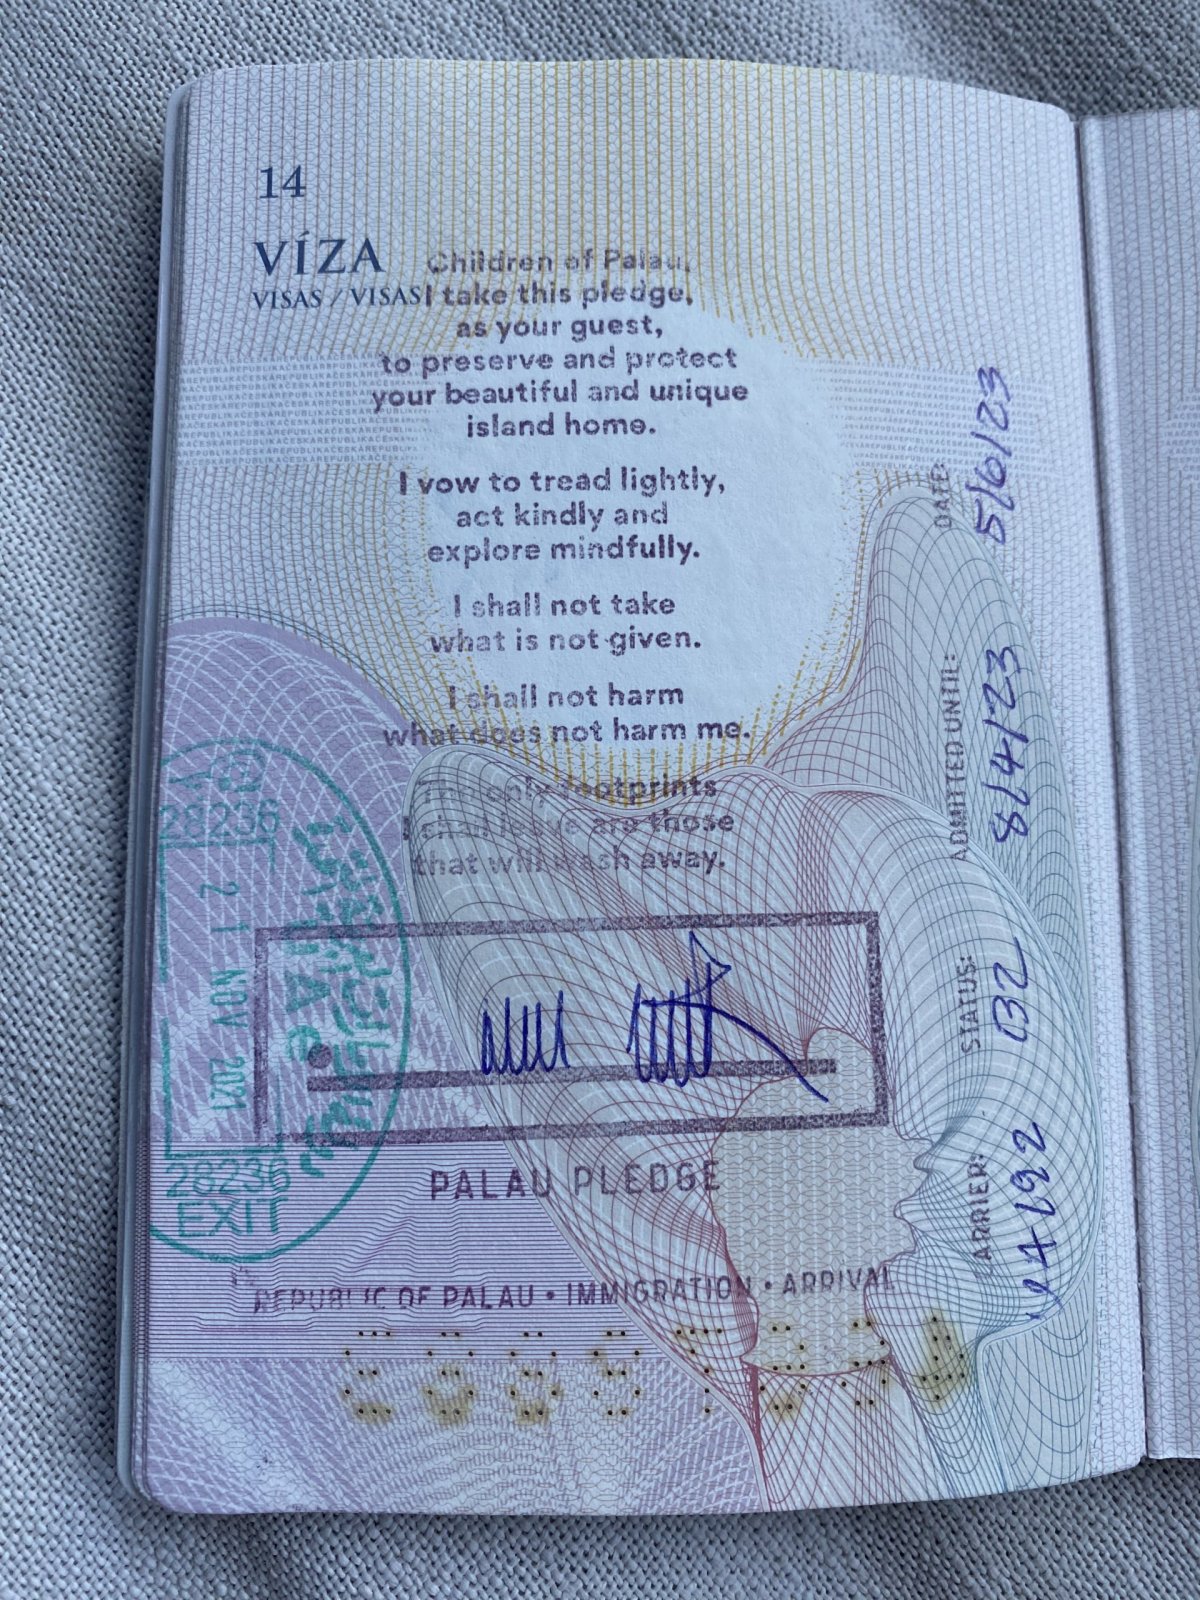 14
VÍZA
VISAS / VISAS
Children of Palau,
I take this pledge,
as your guest,
to preserve and protect
your beautiful and unique
island home.
I vow to tread lightly,
act kindly and
explore mindfully.
I shall not take
what is not given.
I shall not harm
what does not harm me.
The only footprints
I shall leave are those
that will wash away.
PALAU PLEDGE
REPUBLIC OF PALAU • IMMIGRATION • ARRIVAL
DATE:
5/6/23
ADMITTED UNTIL:
8/4/23
STATUS:
ARRIER:
28236
21 NOV 2021
28236
EXIT
ČESKÁREPUBLIKAČESKÁREPUBLIKA